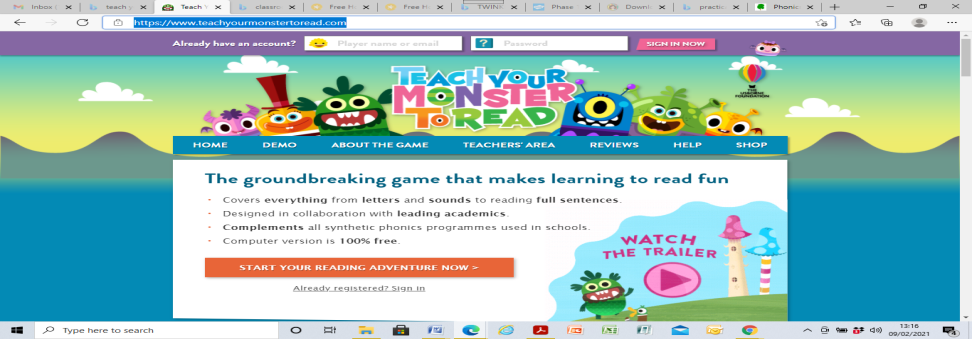 Inbox (
teach y
Teach Y
classro
Free H
Free H
TWINK
Phase
Downlo
practic
Phonic
https://www.teachyourmonstertoread.com
Already have an account?
Player name or email
Password
SIGN IN NOW
TEACH YOUR
MONSTER
TO READ
THE USBORNE FOUNDATION
HOME DEMO ABOUT THE GAME TEACHERS' AREA REVIEWS HELP SHOP
The groundbreaking game that makes learning to read fun
- Covers everything from letters and sounds to reading full sentences.
- Designed in collaboration with leading academics.
- Complements all synthetic phonics programmes used in schools.
- Computer version is 100% free.
START YOUR READING ADVENTURE NOW >
Already registered? Sign in
WATCH
THE TRAILER
Type here to search
13:16
09/02/2021